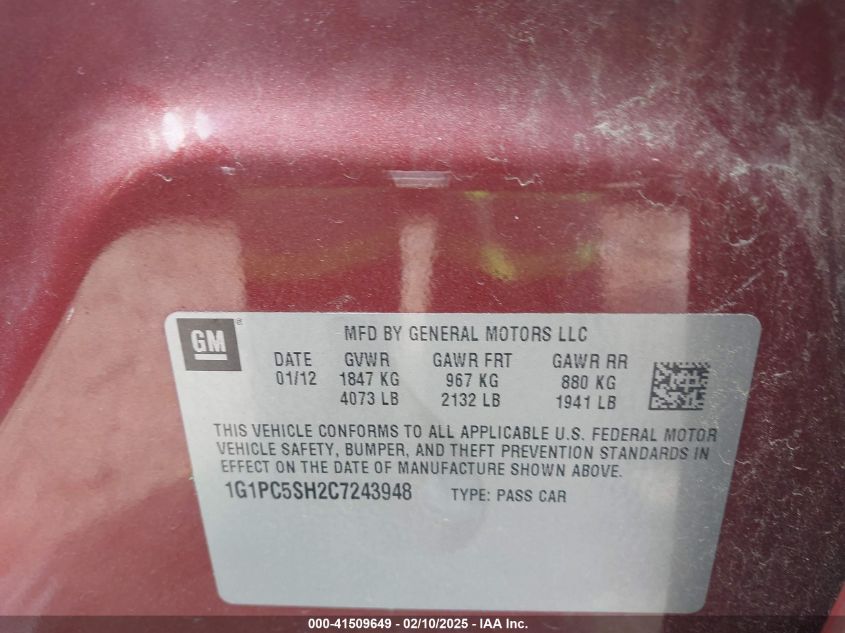 GM ®
MFD BY GENERAL MOTORS LLC
DATE GVWR GAWR FRT GAWR RR
01/12 1847 KG 967 KG 880 KG
4073 LB 2132 LB 1941 LB
THIS VEHICLE CONFORMS TO ALL APPLICABLE U.S. FEDERAL MOTOR
VEHICLE SAFETY, BUMPER, AND THEFT PREVENTION STANDARDS IN
EFFECT ON THE DATE OF MANUFACTURE SHOWN ABOVE.
1G1PC5SH2C7243948 TYPE: PASS CAR
000-41509649 - 02/10/2025 - IAA Inc.